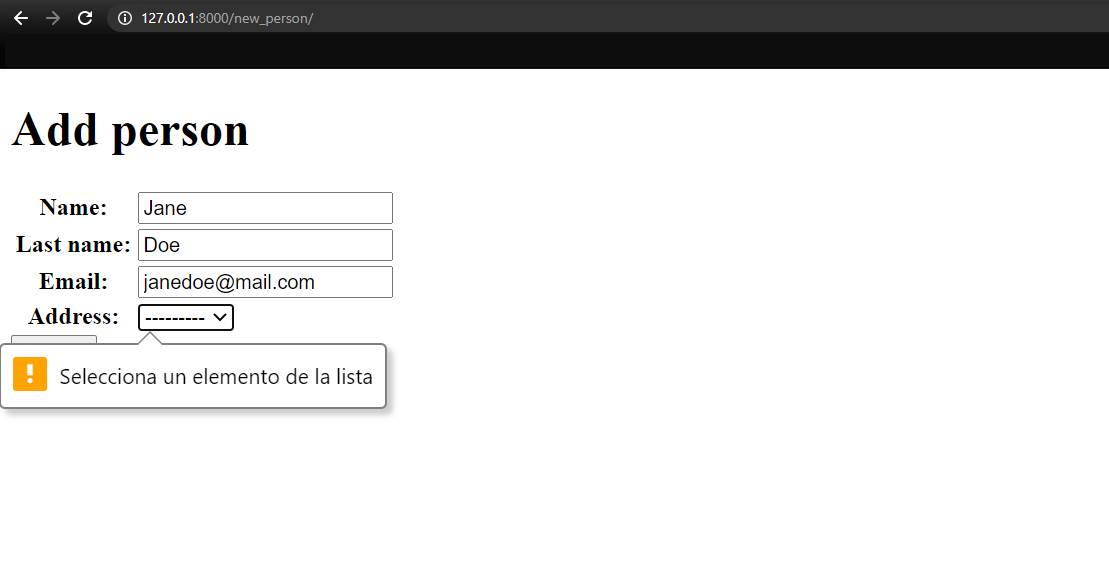 127.0.0.1:8000/new_person/
Add person
Name: Jane
Last name: Doe
Email: janedoe@mail.com
Address: ---------
Selecciona un elemento de la lista